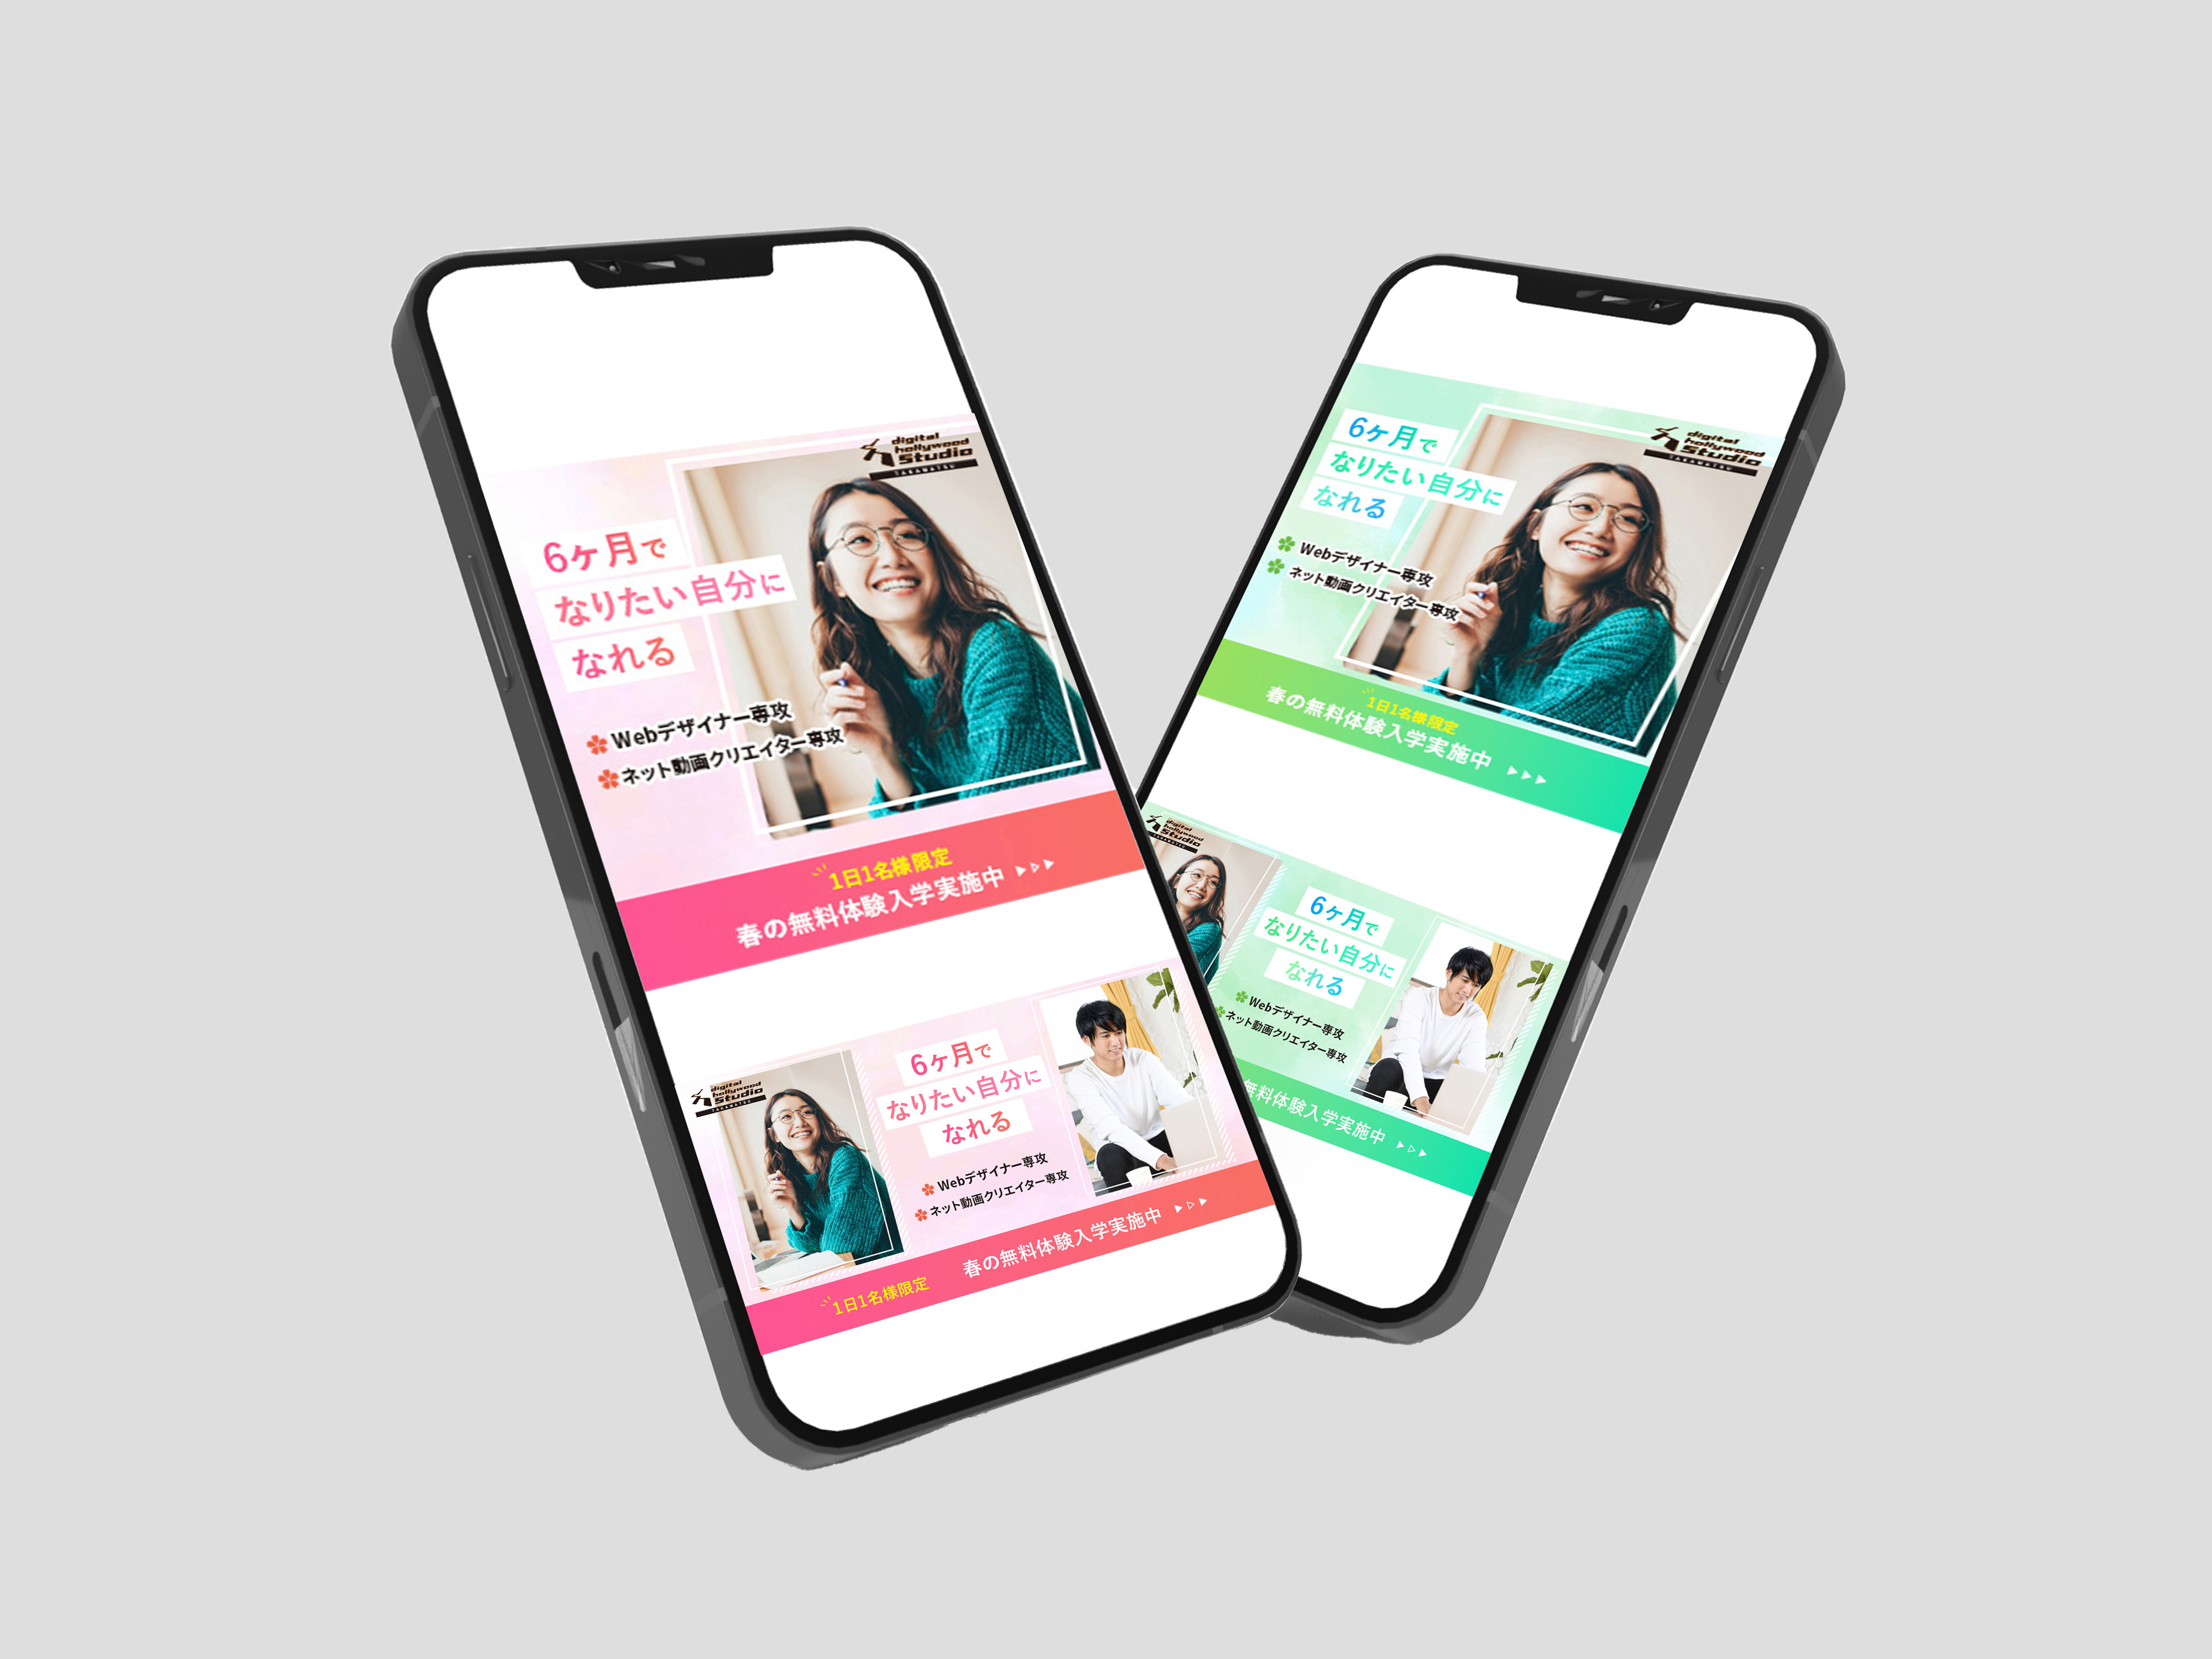 digital
hollywood
Studio
TAKAMATSU
6ヶ月で
なりたい自分に
なれる
Webデザイナー専攻
ネット動画クリエイター専攻
1日1名様限定
春の無料体験入学実施中
digital
hollywood
Studio
TAKAMATSU
6ヶ月で
なりたい自分に
なれる
Webデザイナー専攻
ネット動画クリエイター専攻
1日1名様限定 春の無料体験入学実施中
digital
hollywood
Studio
TAKAMATSU
6ヶ月で
なりたい自分に
なれる
Webデザイナー専攻
ネット動画クリエイター専攻
1日1名様限定
春の無料体験入学実施中
digital
hollywood
Studio
TAKAMATSU
6ヶ月で
なりたい自分に
なれる
Webデザイナー専攻
ネット動画クリエイター専攻
無料体験入学実施中